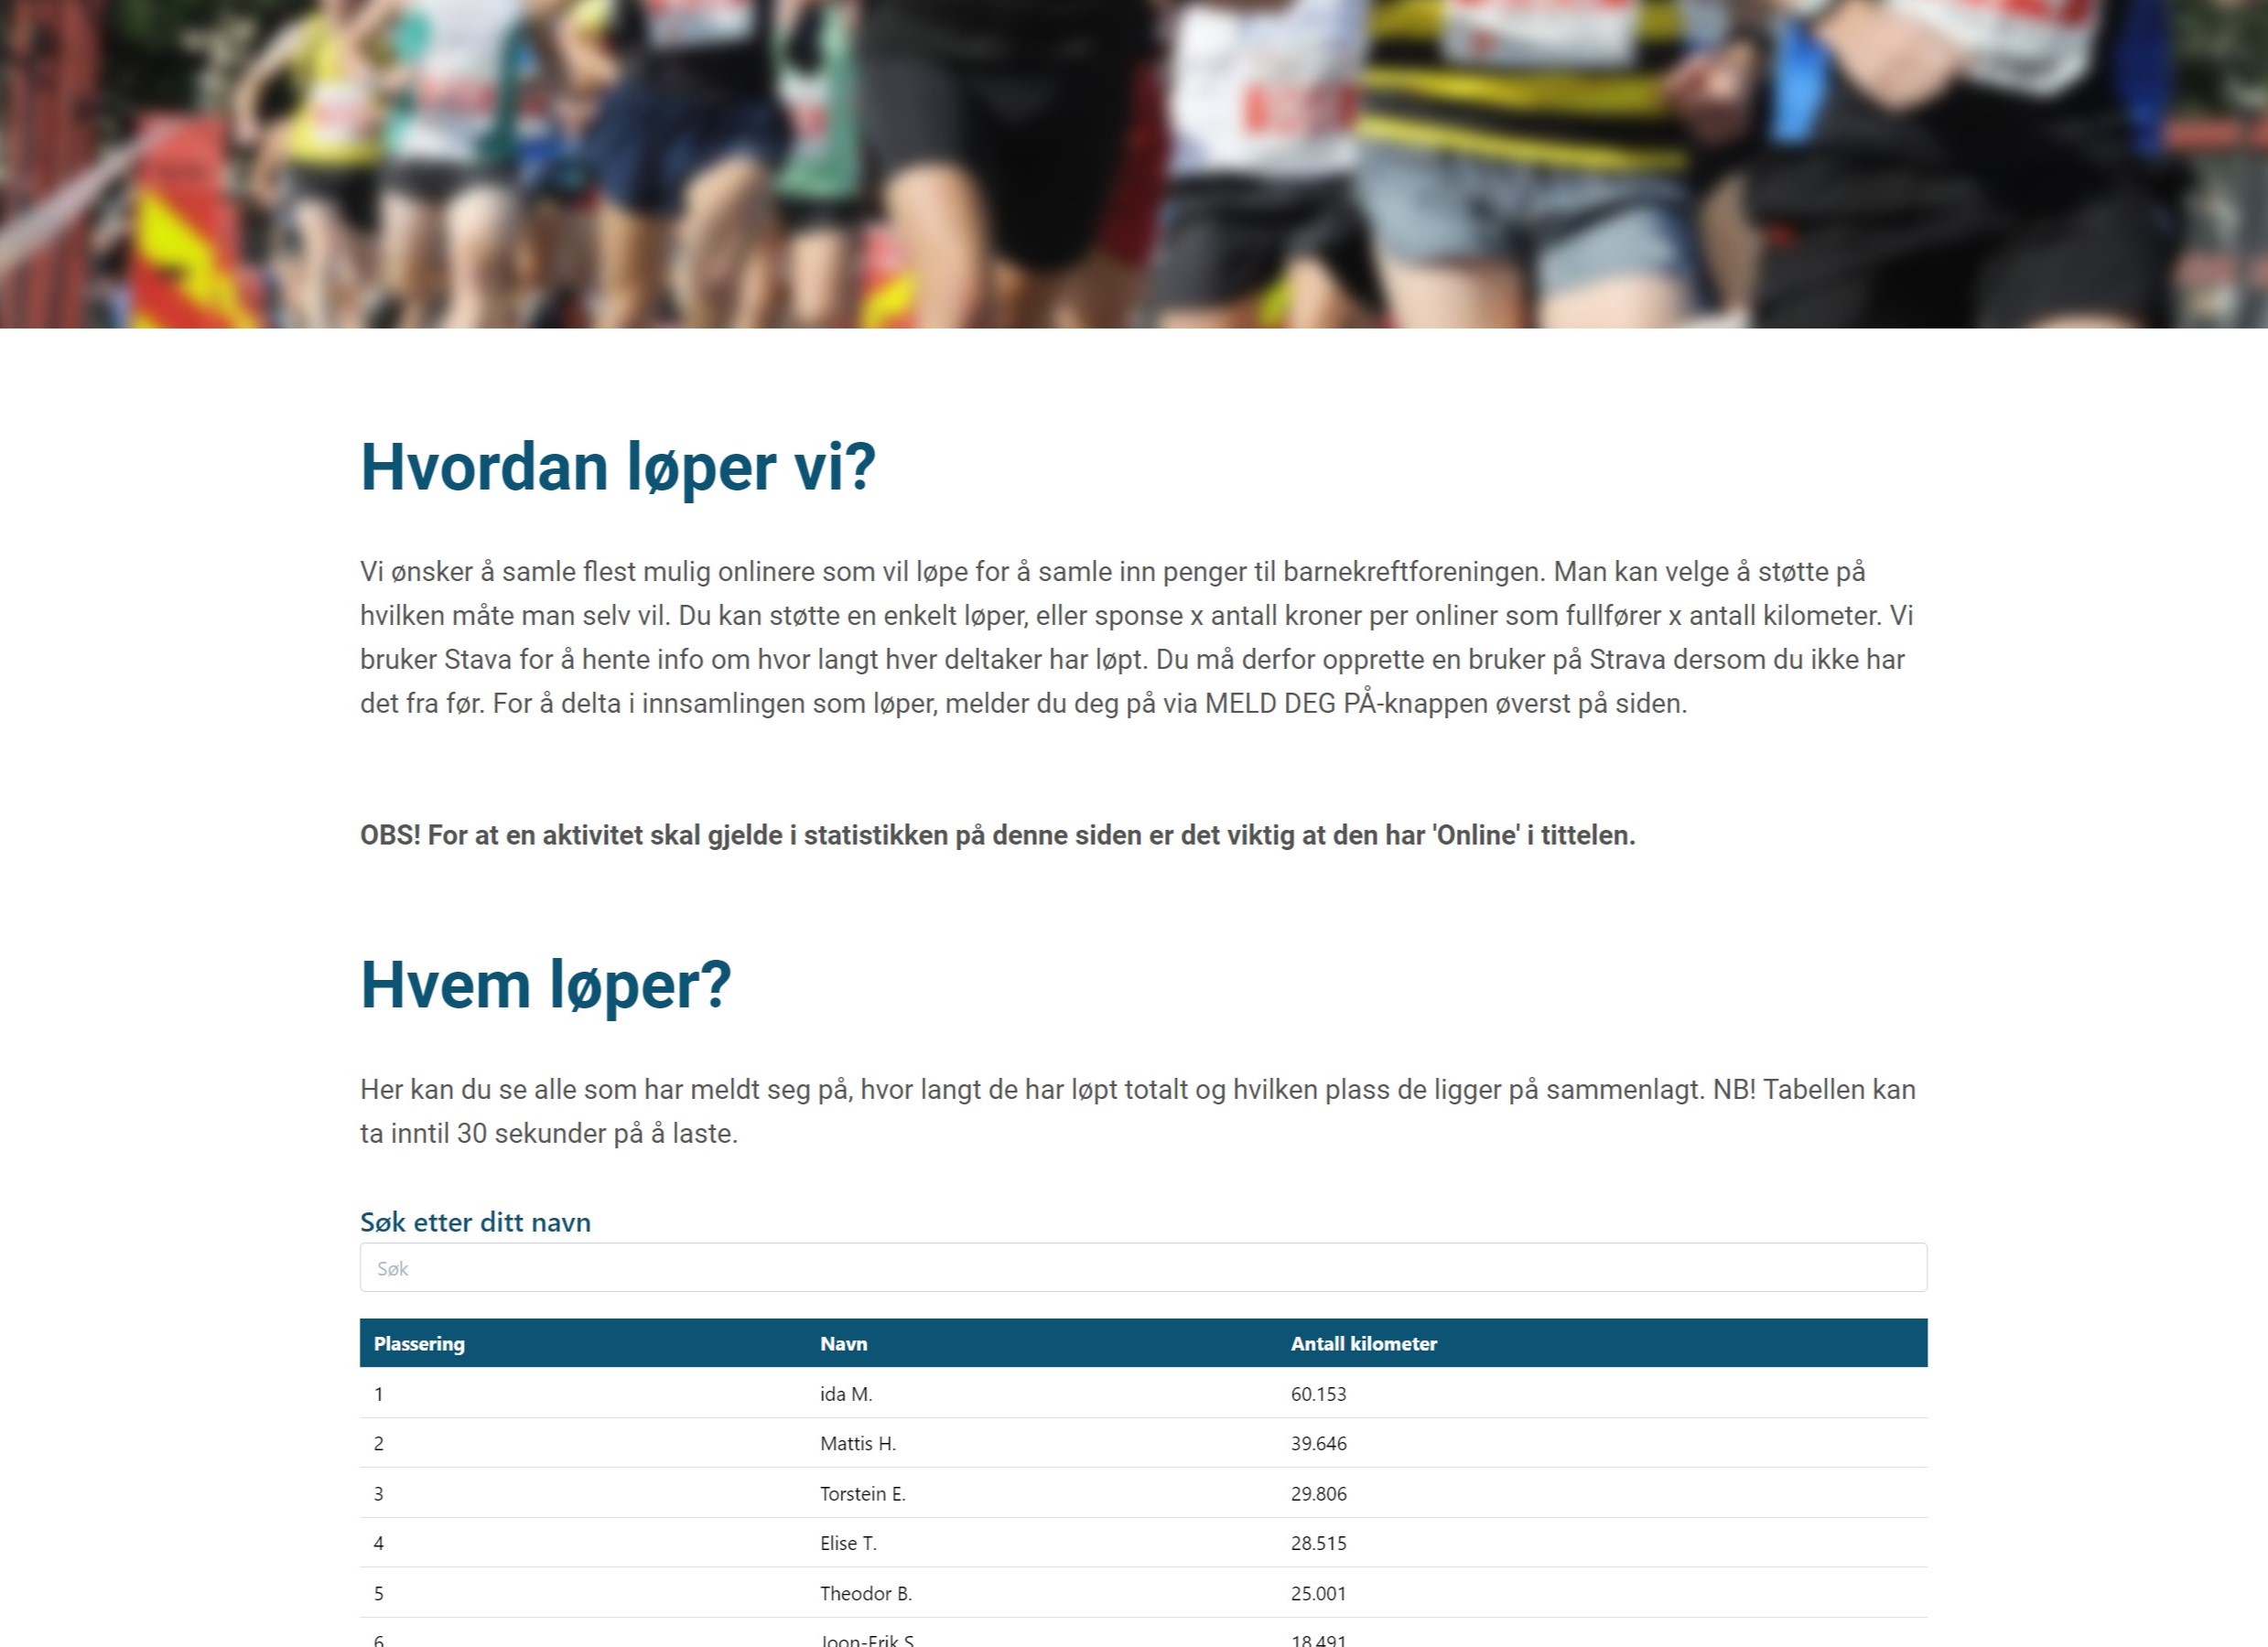 Hvordan løper vi?
Vi ønsker å samle flest mulig onlinere som vil løpe for å samle inn penger til barnekreftforeningen. Man kan velge å støtte på
hvilken måte man selv vil. Du kan støtte en enkelt løper, eller sponse x antall kroner per onliner som fullfører x antall kilometer. Vi
bruker Stava for å hente info om hvor langt hver deltaker har løpt. Du må derfor opprette en bruker på Strava dersom du ikke har
det fra før. For å delta i innsamlingen som løper, melder du deg på via MELD DEG PÅ-knappen øverst på siden.
OBS! For at en aktivitet skal gjelde i statistikken på denne siden er det viktig at den har 'Online' i tittelen.
Hvem løper?
Her kan du se alle som har meldt seg på, hvor langt de har løpt totalt og hvilken plass de ligger på sammenlagt. NB! Tabellen kan
ta inntil 30 sekunder på å laste.
Søk etter ditt navn
Søk
Plassering Navn Antall kilometer
1 ida M. 60.153
2 Mattis H. 39.646
3 Torstein E. 29.806
4 Elise T. 28.515
5 Theodor B. 25.001
6 18.491